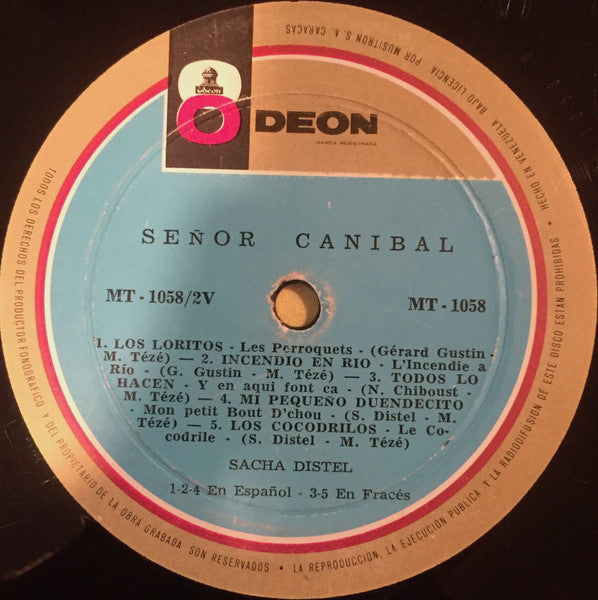 Odeon
ODEON
MARCA REGISTRADA
SEÑOR CANIBAL
MT - 1058/2V
MT - 1058
1. LOS LORITOS - Les Perroquets - (Gérard Gustin -
M. Tézé) — 2. INCENDIO EN RIO - L'Incendie a
Río - (G. Gustin - M. Tézé) — 3. TODOS LO
HACEN - Y en aqui font ca - (N. Chiboust -
M. Tézé) — 4. MI PEQUEÑO DUENDECITO -
Mon petit Bout D'chou - (S. Distel - M.
Tézé) — 5. LOS COCODRILOS - Le Co-
codrile - (S. Distel - M. Tézé)
SACHA DISTEL
1-2-4 En Español - 3-5 En Fracés
TODOS LOS DERECHOS DEL PRODUCTOR FONOGRAFICO Y DEL PROPIETARIO DE LA OBRA GRABADA SON RESERVADOS • LA REPRODUCCION, LA EJECUCION PUBLICA Y LA RADIODIFUSION DE ESTE DISCO ESTAN PROHIBIDAS • HECHO EN VENEZUELA BAJO LICENCIA POR MUSITRON S. A. CARACAS